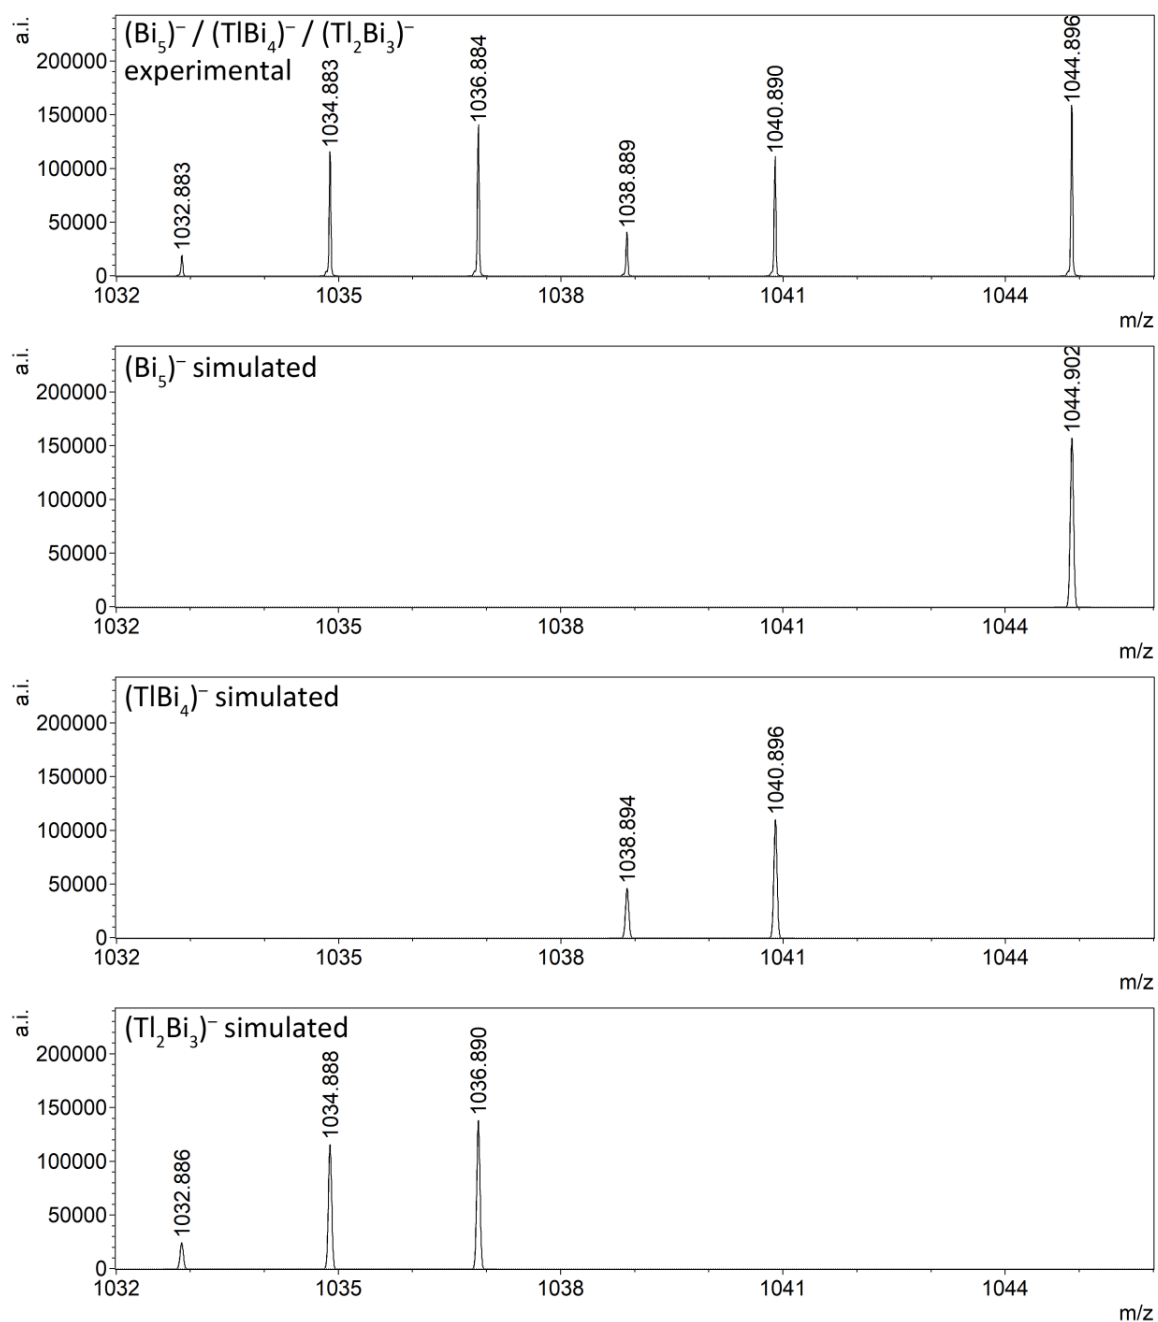 a.i.
(Bi₅)⁻ / (TlBi₄)⁻ / (Tl₂Bi₃)⁻
experimental
200000
150000
100000
50000
0
1032.883
1034.883
1036.884
1038.889
1040.890
1044.896
1032 1035 1038 1041 1044
m/z
a.i.
(Bi₅)⁻ simulated
200000
150000
100000
50000
0
1044.902
1032 1035 1038 1041 1044
m/z
a.i.
(TlBi₄)⁻ simulated
200000
150000
100000
50000
0
1038.894
1040.896
1032 1035 1038 1041 1044
m/z
a.i.
(Tl₂Bi₃)⁻ simulated
200000
150000
100000
50000
0
1032.886
1034.888
1036.890
1032 1035 1038 1041 1044
m/z